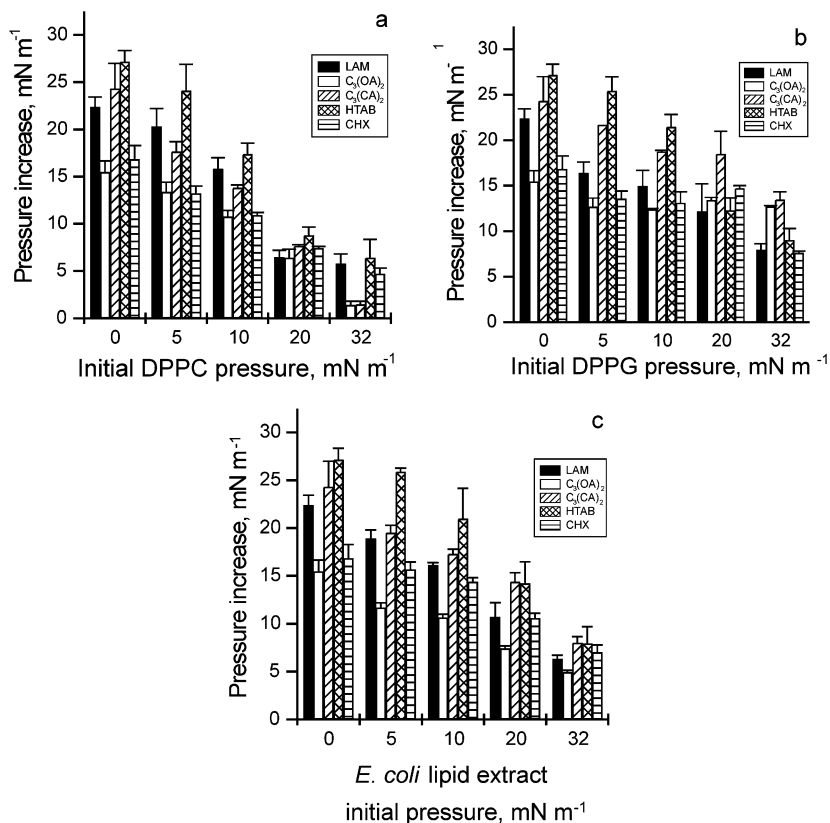 a
Pressure increase, mN m⁻¹
30
25
20
15
10
5
0
LAM
C₃(OA)₂
C₃(CA)₂
HTAB
CHX
0 5 10 20 32
Initial DPPC pressure, mN m⁻¹
b
Pressure increase, mN m⁻¹
30
25
20
15
10
5
0
LAM
C₃(OA)₂
C₃(CA)₂
HTAB
CHX
0 5 10 20 32
Initial DPPG pressure, mN m⁻¹
c
Pressure increase, mN m⁻¹
30
25
20
15
10
5
0
LAM
C₃(OA)₂
C₃(CA)₂
HTAB
CHX
0 5 10 20 32
E. coli lipid extract
initial pressure, mN m⁻¹